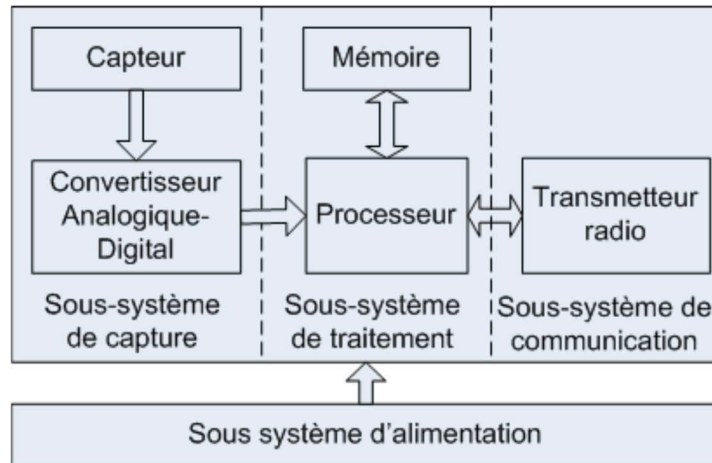 Capteur
Mémoire
Convertisseur
Analogique-
Digital
Processeur
Transmetteur
radio
Sous-système
de capture
Sous-système
de traitement
Sous-système de
communication
Sous système d'alimentation